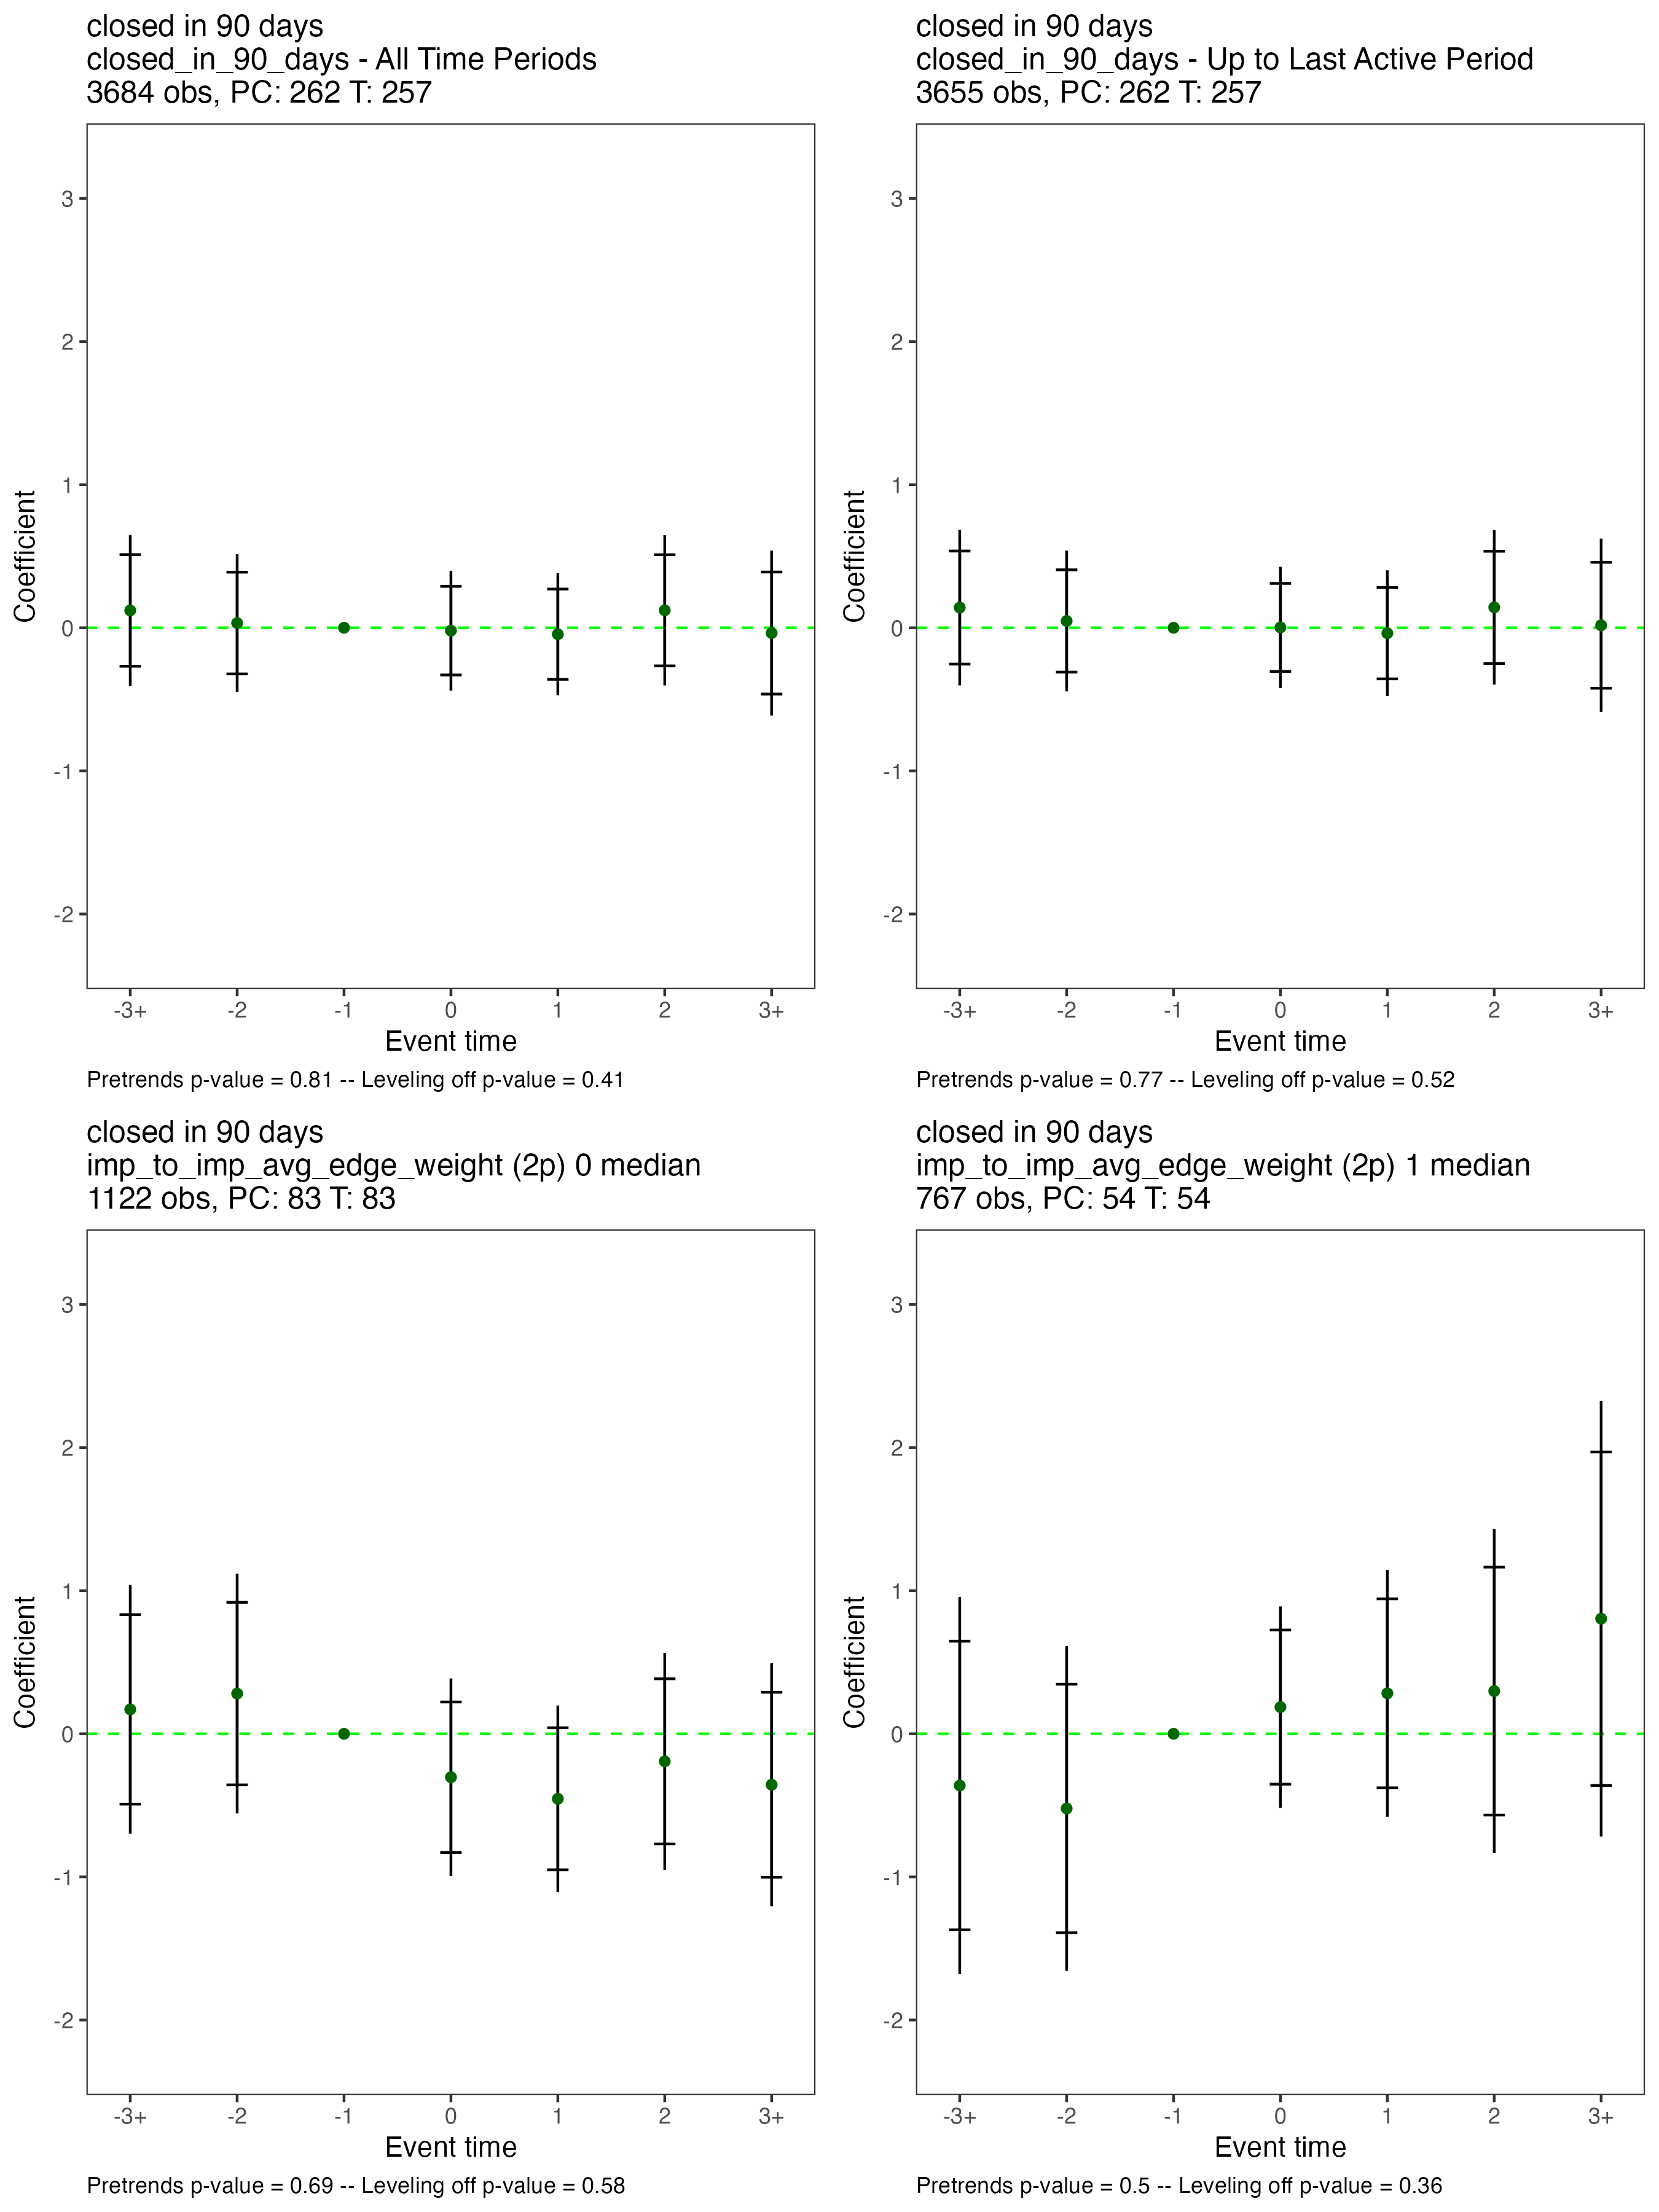 closed in 90 days
closed_in_90_days - All Time Periods
3684 obs, PC: 262 T: 257
Coefficient
3
2
1
0
-1
-2
-3+ -2 -1 0 1 2 3+
Event time
Pretrends p-value = 0.81 -- Leveling off p-value = 0.41
closed in 90 days
closed_in_90_days - Up to Last Active Period
3655 obs, PC: 262 T: 257
Coefficient
3
2
1
0
-1
-2
-3+ -2 -1 0 1 2 3+
Event time
Pretrends p-value = 0.77 -- Leveling off p-value = 0.52
closed in 90 days
imp_to_imp_avg_edge_weight (2p) 0 median
1122 obs, PC: 83 T: 83
Coefficient
3
2
1
0
-1
-2
-3+ -2 -1 0 1 2 3+
Event time
Pretrends p-value = 0.69 -- Leveling off p-value = 0.58
closed in 90 days
imp_to_imp_avg_edge_weight (2p) 1 median
767 obs, PC: 54 T: 54
Coefficient
3
2
1
0
-1
-2
-3+ -2 -1 0 1 2 3+
Event time
Pretrends p-value = 0.5 -- Leveling off p-value = 0.36